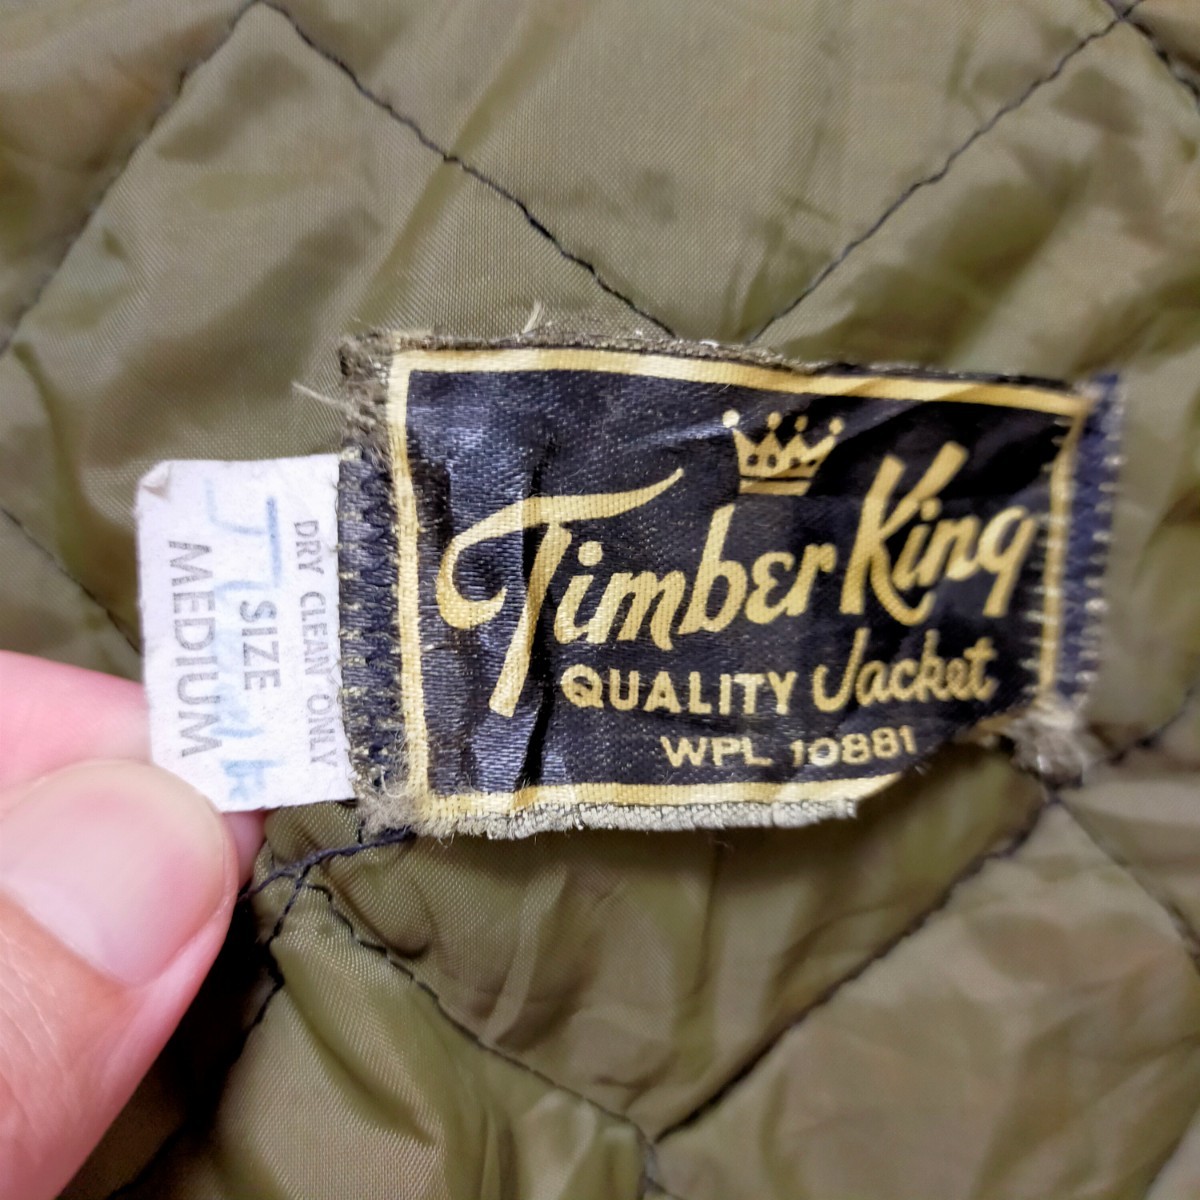 Timber King
QUALITY Jacket
WPL 10881
DRY CLEAN ONLY
SIZE
MEDIUM